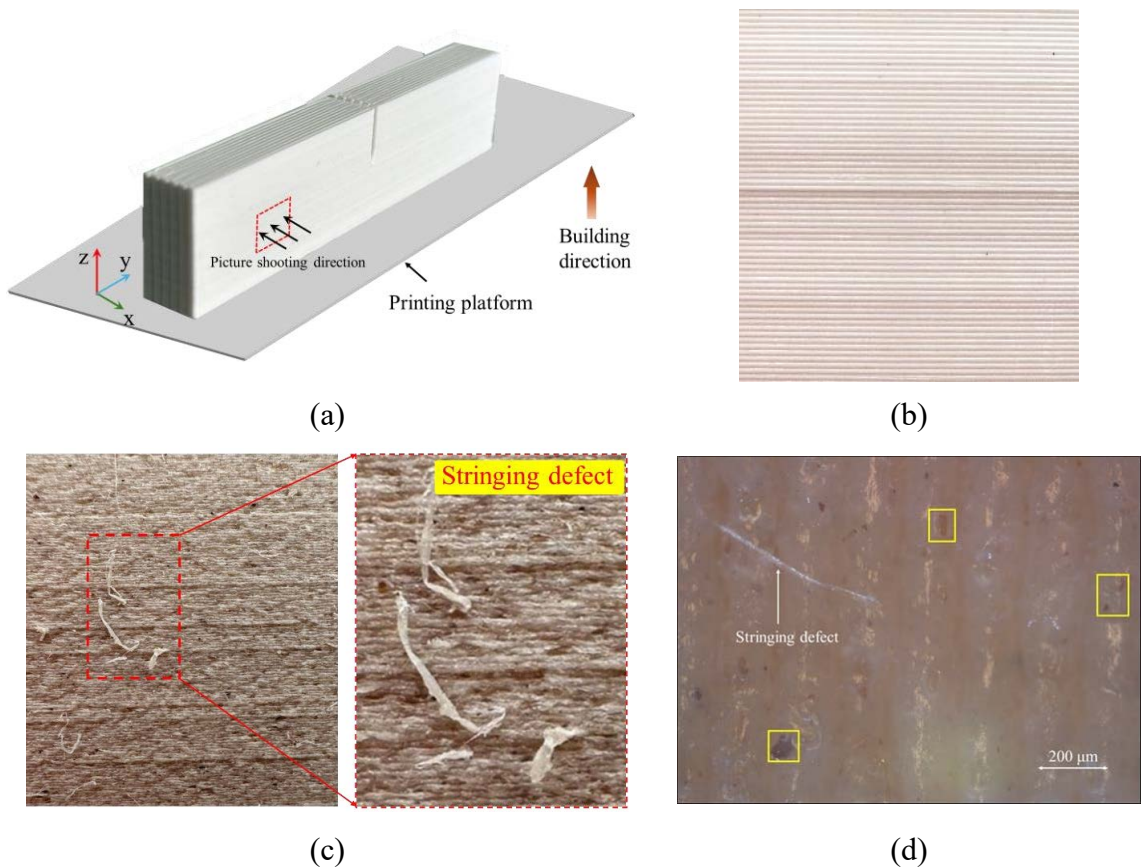 z
y
x
Picture shooting direction
Printing platform
Building
direction
(a)
(b)
Stringing defect
(c)
Stringing defect
200 μm
(d)